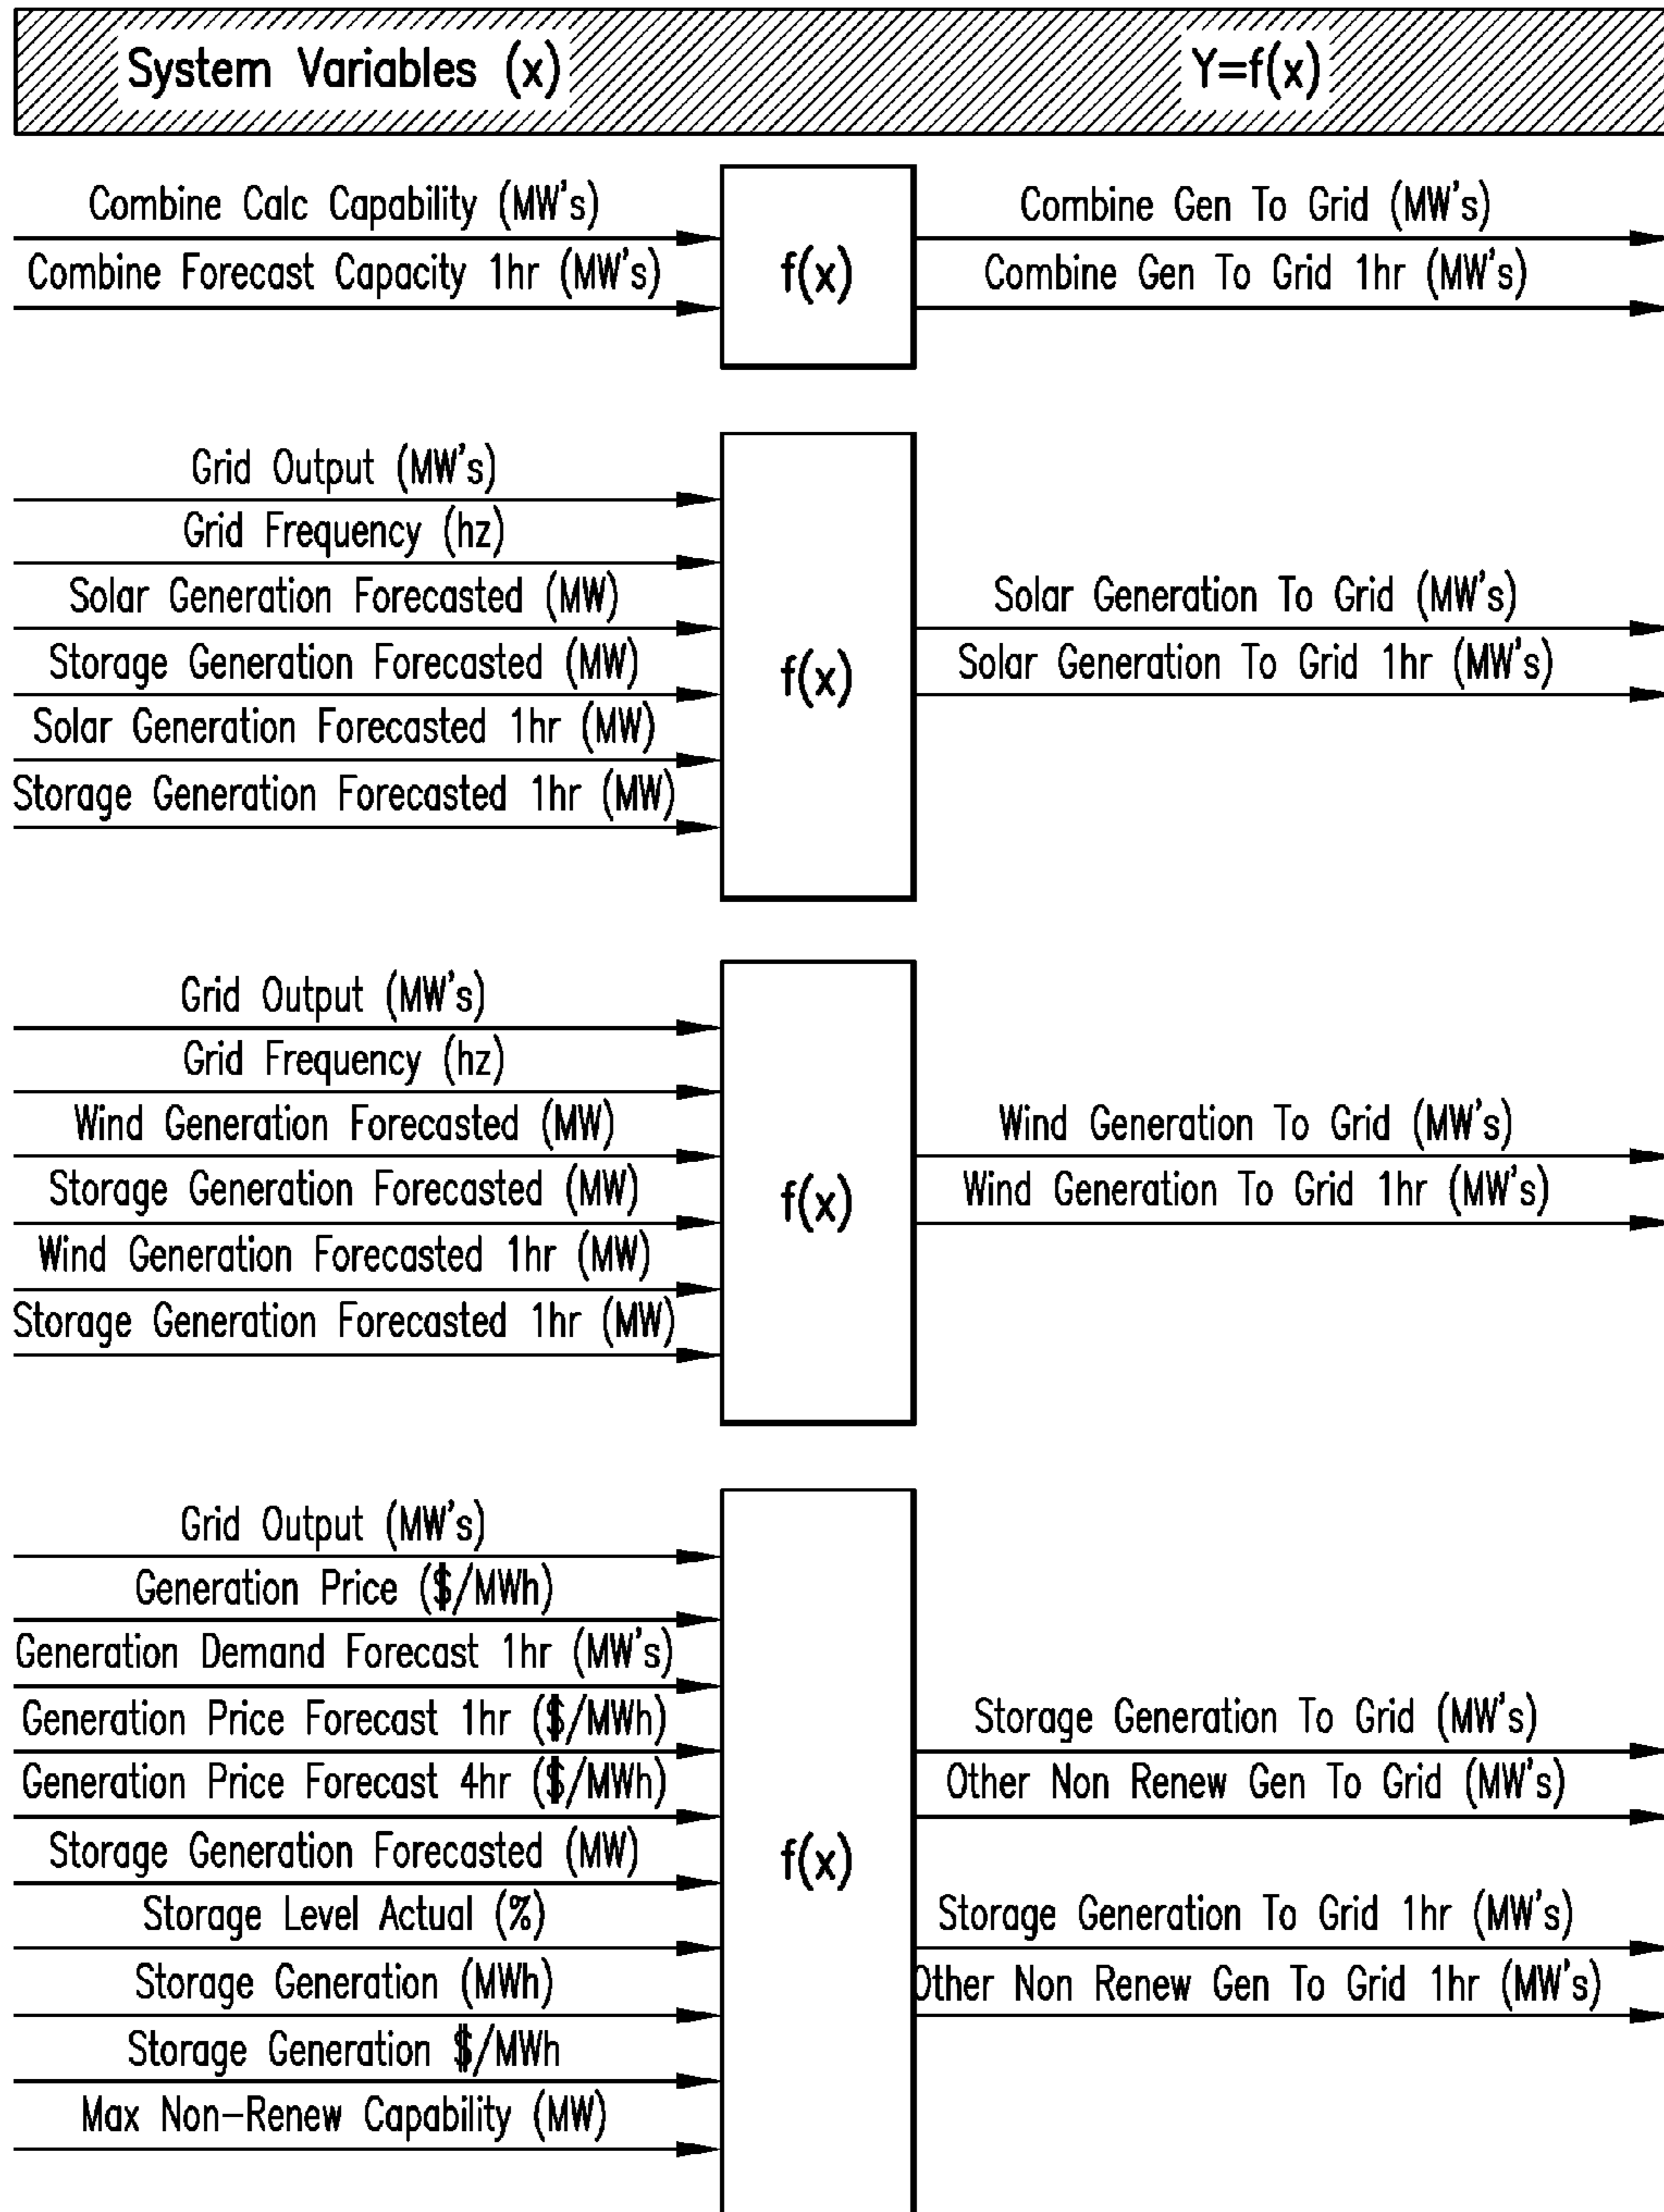 System Variables (x)
Y=f(x)
Combine Calc Capability (MW's)
Combine Forecast Capacity 1hr (MW's)
f(x)
Combine Gen To Grid (MW's)
Combine Gen To Grid 1hr (MW's)
Grid Output (MW's)
Grid Frequency (hz)
Solar Generation Forecasted (MW)
Storage Generation Forecasted (MW)
Solar Generation Forecasted 1hr (MW)
Storage Generation Forecasted 1hr (MW)
f(x)
Solar Generation To Grid (MW's)
Solar Generation To Grid 1hr (MW's)
Grid Output (MW's)
Grid Frequency (hz)
Wind Generation Forecasted (MW)
Storage Generation Forecasted (MW)
Wind Generation Forecasted 1hr (MW)
Storage Generation Forecasted 1hr (MW)
f(x)
Wind Generation To Grid (MW's)
Wind Generation To Grid 1hr (MW's)
Grid Output (MW's)
Generation Price ($/MWh)
Generation Demand Forecast 1hr (MW's)
Generation Price Forecast 1hr ($/MWh)
Generation Price Forecast 4hr ($/MWh)
Storage Generation Forecasted (MW)
Storage Level Actual (%)
Storage Generation (MWh)
Storage Generation $/MWh
Max Non-Renew Capability (MW)
f(x)
Storage Generation To Grid (MW's)
Other Non Renew Gen To Grid (MW's)
Storage Generation To Grid 1hr (MW's)
Other Non Renew Gen To Grid 1hr (MW's)